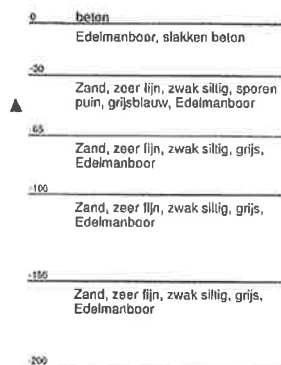 0 beton
Edelmanboor, slakken beton
-30
Zand, zeer fijn, zwak siltig, sporen
puin, grijsblauw, Edelmanboor
-65
Zand, zeer fijn, zwak siltig, grijs,
Edelmanboor
-100
Zand, zeer fijn, zwak siltig, grijs,
Edelmanboor
-155
Zand, zeer fijn, zwak siltig, grijs,
Edelmanboor
-200